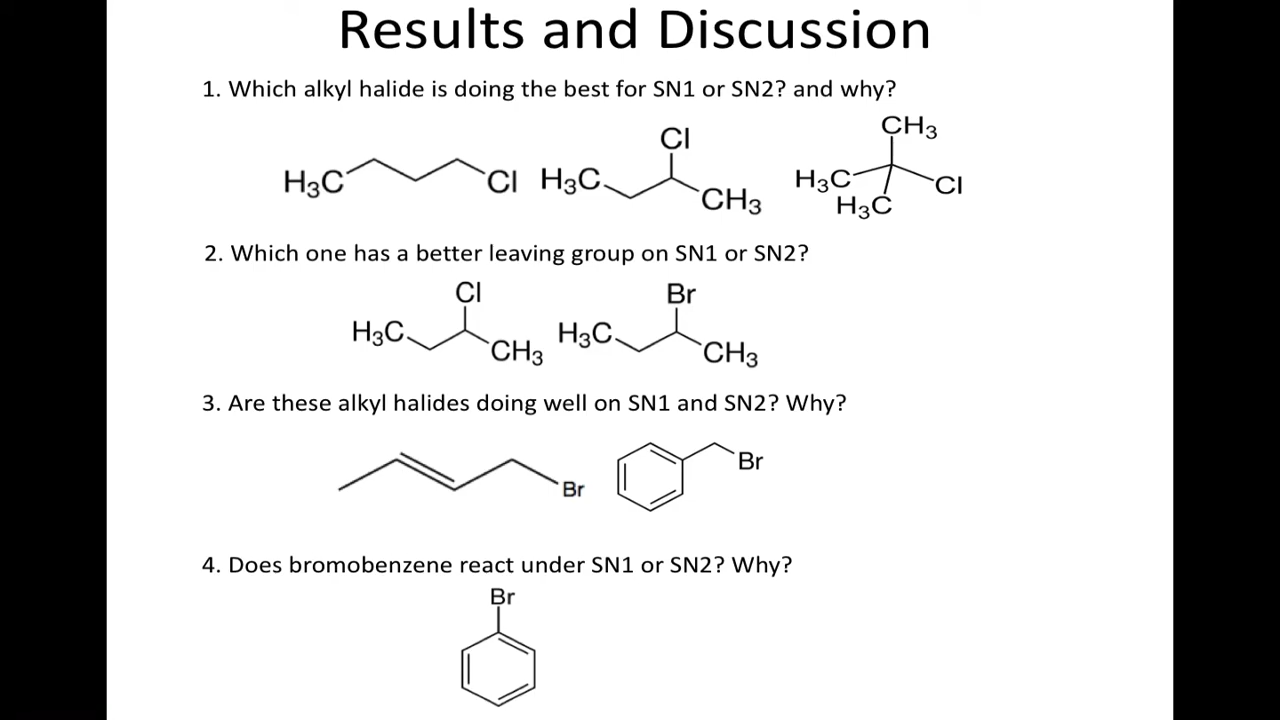 Results and Discussion
1. Which alkyl halide is doing the best for SN1 or SN2? and why?
H₃C Cl
Cl
H₃C CH₃
CH₃
H₃C Cl
H₃C
2. Which one has a better leaving group on SN1 or SN2?
Cl
H₃C CH₃
Br
H₃C CH₃
3. Are these alkyl halides doing well on SN1 and SN2? Why?
Br
Br
4. Does bromobenzene react under SN1 or SN2? Why?
Br